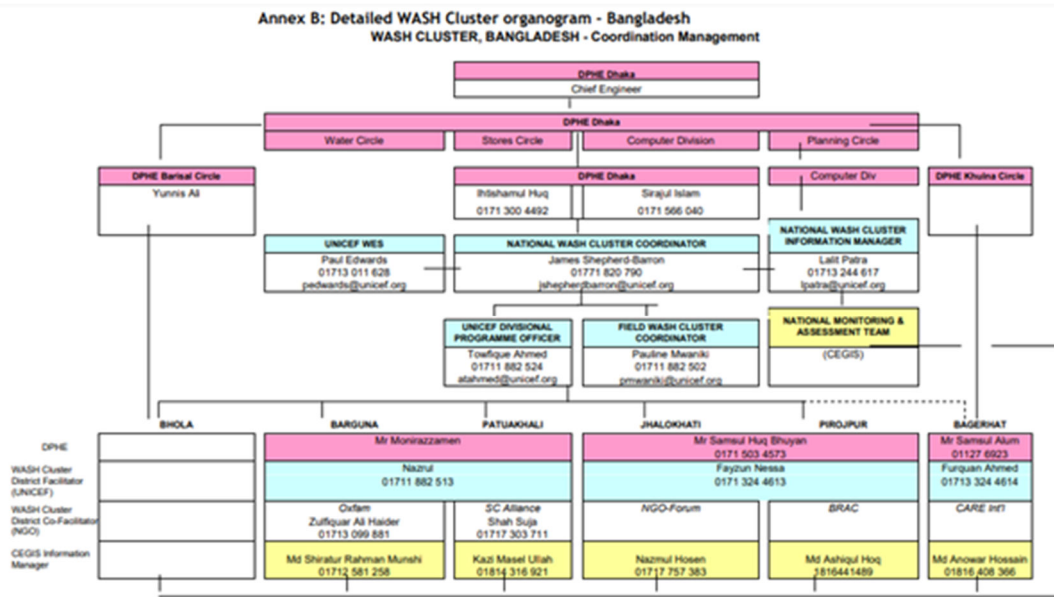 Annex B: Detailed WASH Cluster organogram - Bangladesh
WASH CLUSTER, BANGLADESH - Coordination Management
DPHE Dhaka
Chief Engineer
DPHE Dhaka
Water Circle
Stores Circle
Computer Division
Planning Circle
DPHE Barisal Circle
Yunnis Ali
DPHE Dhaka
Ihtishamul Huq
0171 300 4492
Sirajul Islam
0171 566 040
Computer Div
DPHE Khulna Circle
UNICEF WES
Paul Edwards
01713 011 628
pedwards@unicef.org
NATIONAL WASH CLUSTER COORDINATOR
James Shepherd-Barron
01771 820 790
jshepherdbarron@unicef.org
NATIONAL WASH CLUSTER
INFORMATION MANAGER
Lalit Patra
01713 244 617
lpatra@unicef.org
UNICEF DIVISIONAL
PROGRAMME OFFICER
Towfique Ahmed
01711 882 524
atahmed@unicef.org
FIELD WASH CLUSTER
COORDINATOR
Pauline Mwaniki
01711 882 502
pmwaniki@unicef.org
NATIONAL MONITORING &
ASSESSMENT TEAM
(CEGIS)
BHOLA
BARGUNA
PATUAKHALI
JHALOKHATI
PIROJPUR
BAGERHAT
DPHE
Mr Monirazzamen
Mr Samsul Huq Bhuyan
0171 503 4573
Mr Samsul Alum
01127 6923
WASH Cluster
District Facilitator
(UNICEF)
Nazrul
01711 882 513
Fayzun Nessa
0171 324 4613
Furquan Ahmed
01713 324 4614
WASH Cluster
District Co-Facilitator
(NGO)
Oxfam
Zulfiquar Ali Haider
01713 099 881
SC Alliance
Shah Suja
01717 303 711
NGO-Forum
BRAC
CARE Int'l
CEGIS Information
Manager
Md Shiratur Rahman Munshi
01712 581 258
Kazi Masel Ullah
01814 316 921
Nazmul Hosen
01717 757 383
Md Ashiqul Hoq
1816441489
Md Anowar Hossain
01816 408 366